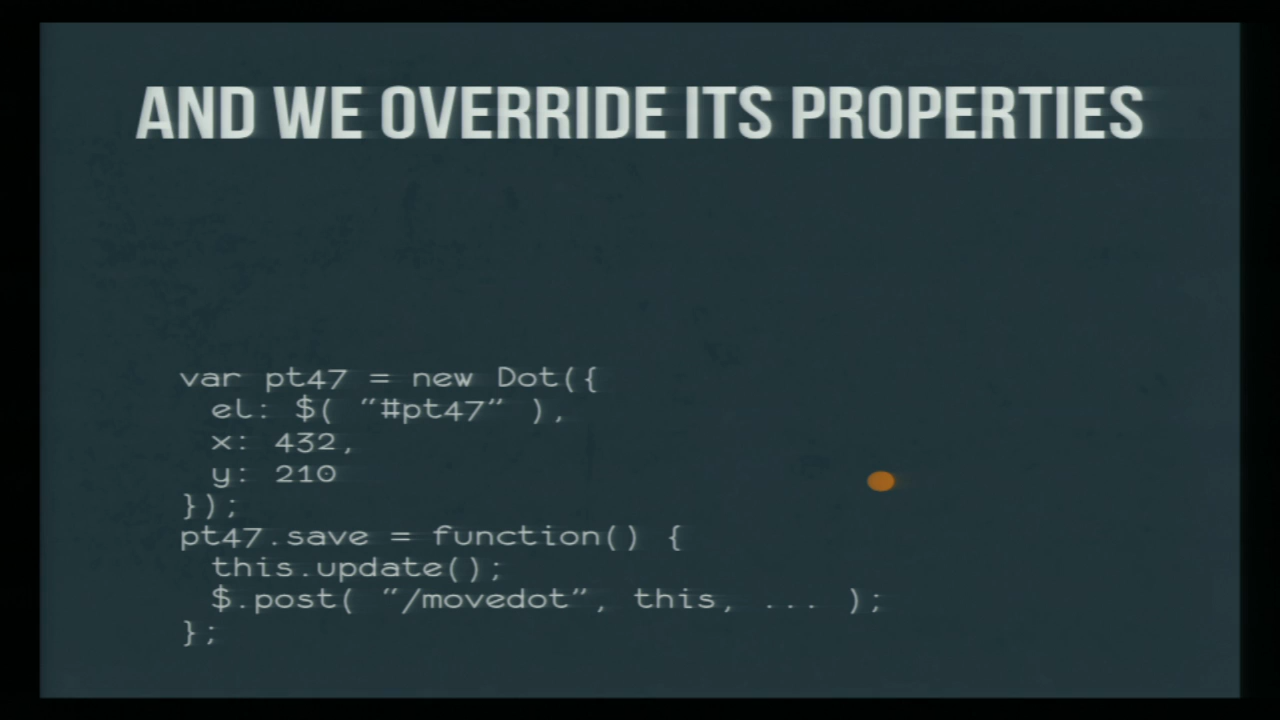 AND WE OVERRIDE ITS PROPERTIES
var pt47 = new Dot({
  el: $( "#pt47" ),
  x: 432,
  y: 210
});
pt47.save = function() {
  this.update();
  $.post( "/movedot", this, ... );
};